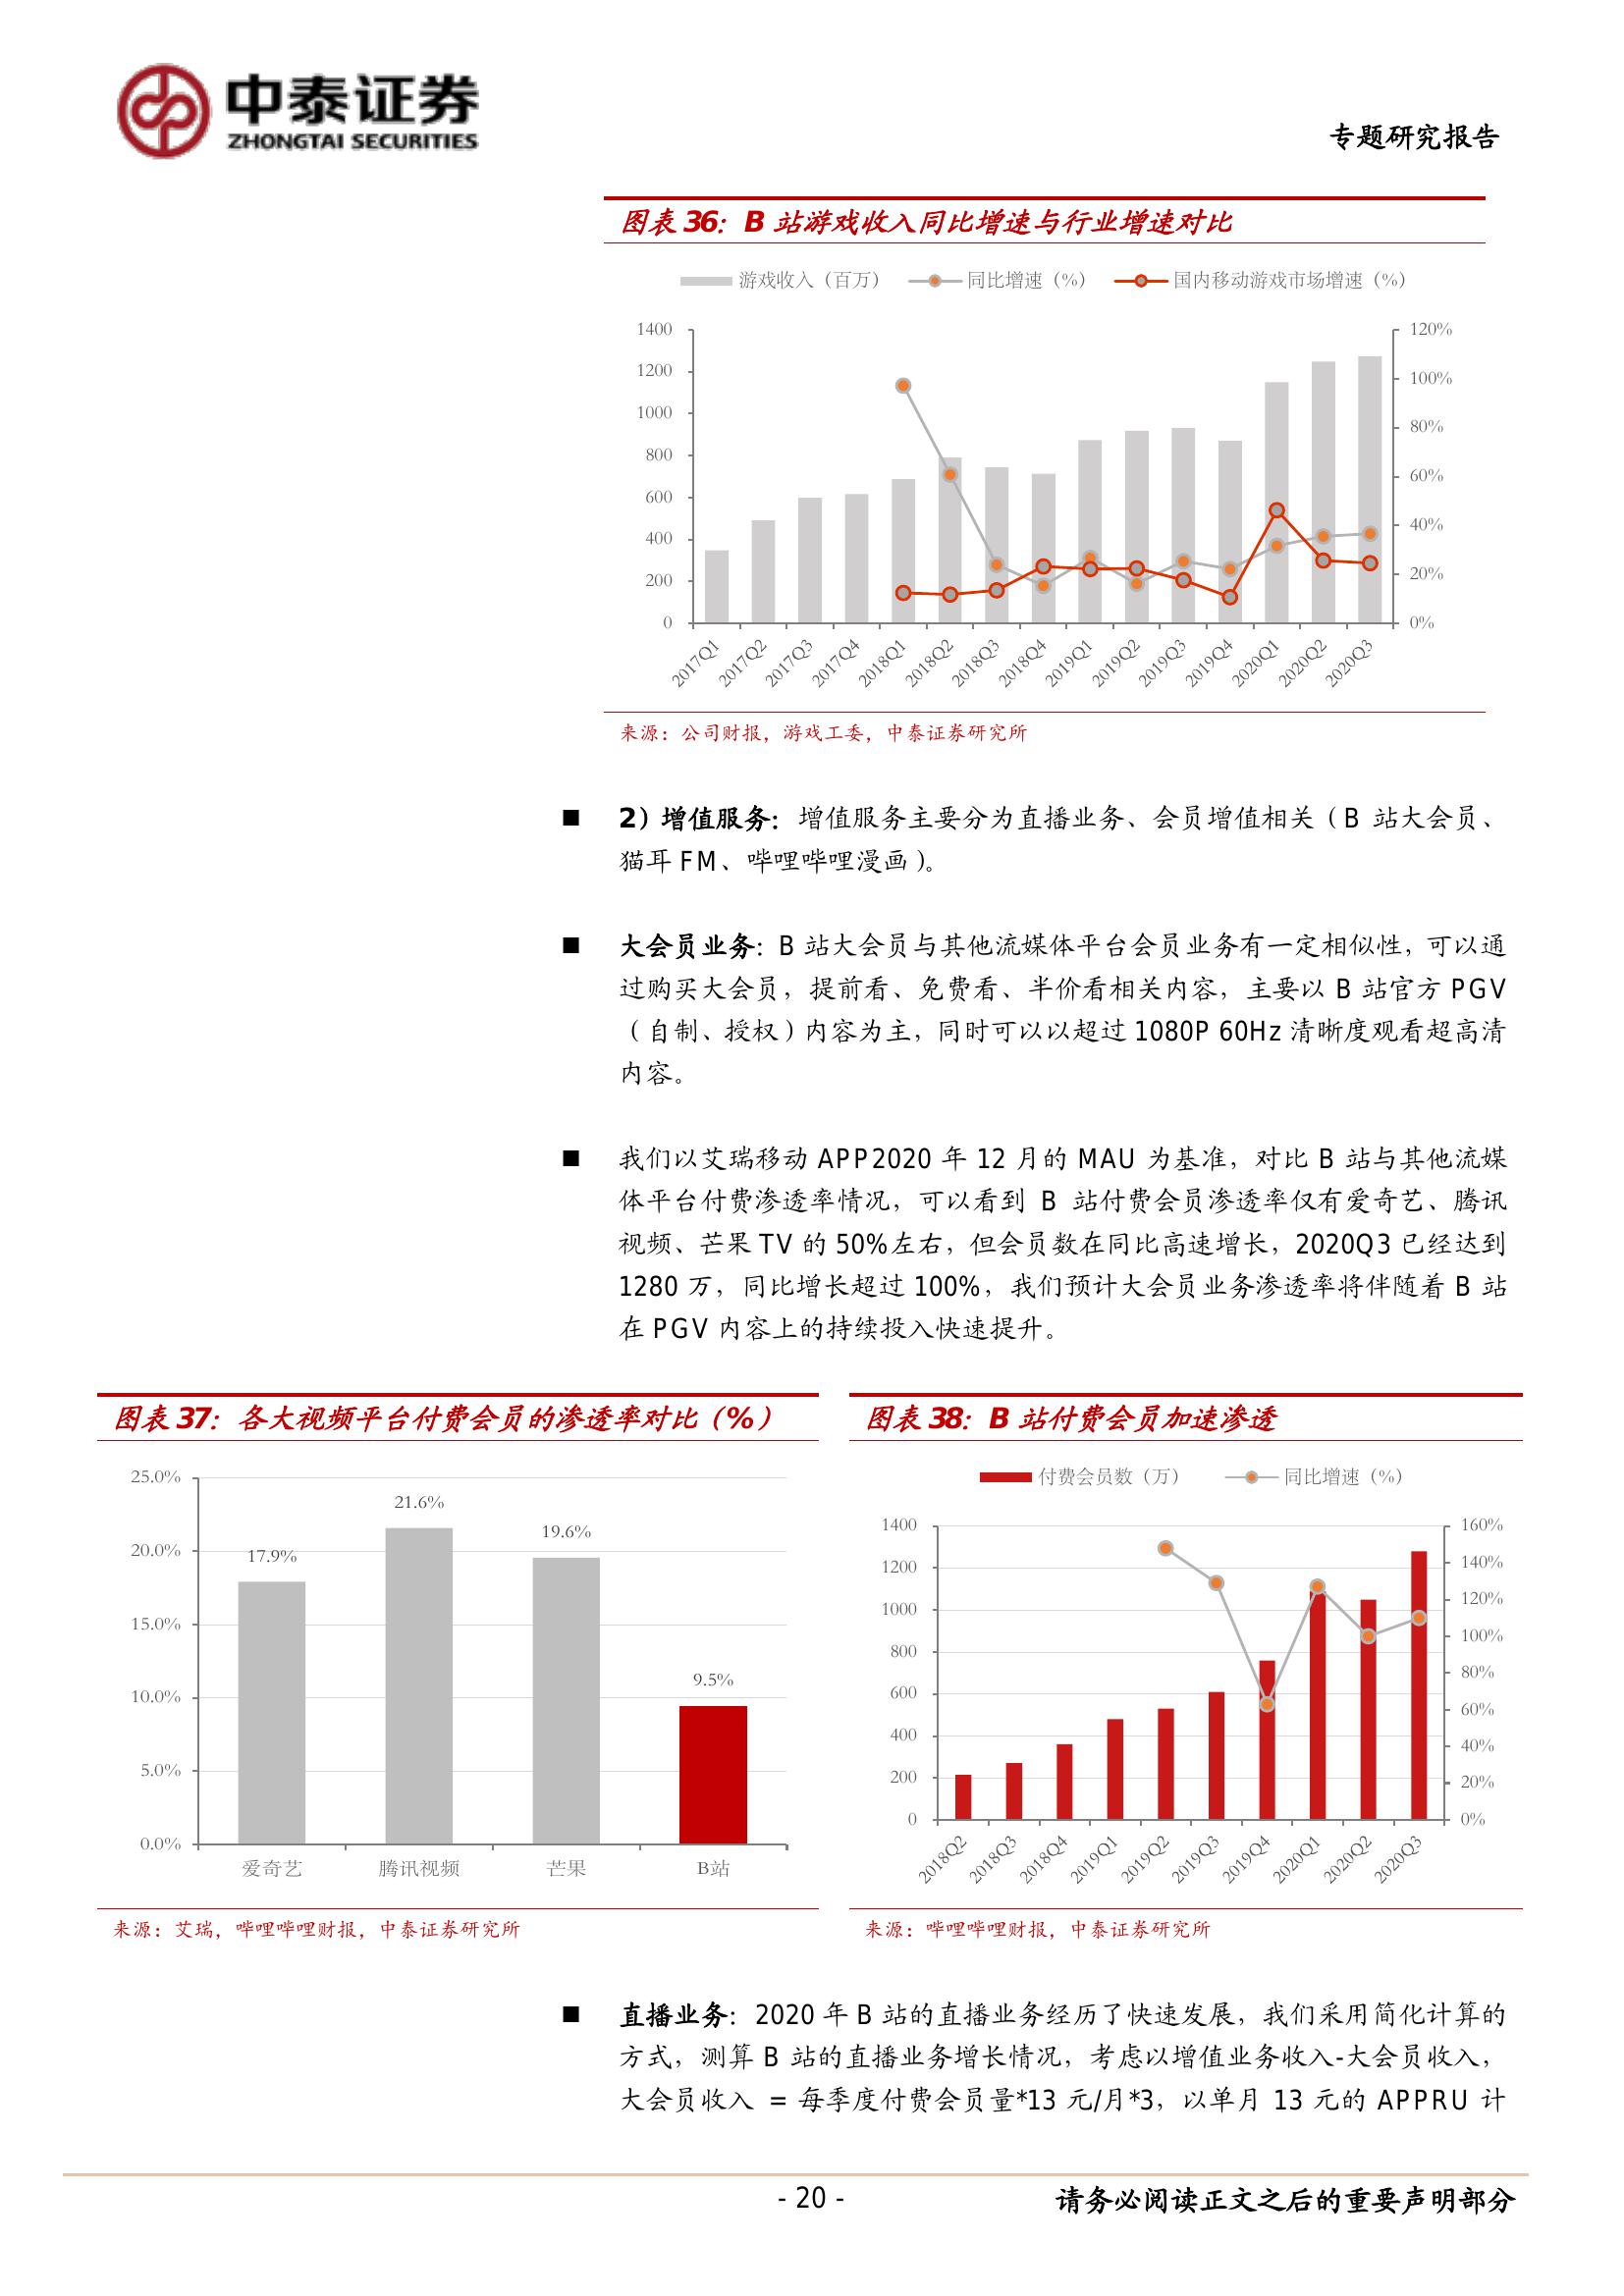 中泰证券
ZHONGTAI SECURITIES
专题研究报告
图表 36：B 站游戏收入同比增速与行业增速对比
游戏收入（百万） 同比增速（%） 国内移动游戏市场增速（%）
1400
1200
1000
800
600
400
200
0
120%
100%
80%
60%
40%
20%
0%
2017Q1 2017Q2 2017Q3 2017Q4 2018Q1 2018Q2 2018Q3 2018Q4 2019Q1 2019Q2 2019Q3 2019Q4 2020Q1 2020Q2 2020Q3
来源：公司财报，游戏工委，中泰证券研究所
■ 2）增值服务：增值服务主要分为直播业务、会员增值相关（B 站大会员、
猫耳 FM、哔哩哔哩漫画）。
■ 大会员业务：B 站大会员与其他流媒体平台会员业务有一定相似性，可以通
过购买大会员，提前看、免费看、半价看相关内容，主要以 B 站官方 PGV
（自制、授权）内容为主，同时可以以超过 1080P 60Hz 清晰度观看超高清
内容。
■ 我们以艾瑞移动 APP2020 年 12 月的 MAU 为基准，对比 B 站与其他流媒
体平台付费渗透率情况，可以看到 B 站付费会员渗透率仅有爱奇艺、腾讯
视频、芒果 TV 的 50%左右，但会员数在同比高速增长，2020Q3 已经达到
1280 万，同比增长超过 100%，我们预计大会员业务渗透率将伴随着 B 站
在 PGV 内容上的持续投入快速提升。
图表 37：各大视频平台付费会员的渗透率对比（%）
25.0%
20.0%
15.0%
10.0%
5.0%
0.0%
17.9%
21.6%
19.6%
9.5%
爱奇艺 腾讯视频 芒果 B站
来源：艾瑞，哔哩哔哩财报，中泰证券研究所
图表 38：B 站付费会员加速渗透
付费会员数（万） 同比增速（%）
1400
1200
1000
800
600
400
200
0
160%
140%
120%
100%
80%
60%
40%
20%
0%
2018Q2 2018Q3 2018Q4 2019Q1 2019Q2 2019Q3 2019Q4 2020Q1 2020Q2 2020Q3
来源：哔哩哔哩财报，中泰证券研究所
■ 直播业务：2020 年 B 站的直播业务经历了快速发展，我们采用简化计算的
方式，测算 B 站的直播业务增长情况，考虑以增值业务收入-大会员收入，
大会员收入 = 每季度付费会员量*13 元/月*3，以单月 13 元的 APPRU 计
- 20 -
请务必阅读正文之后的重要声明部分